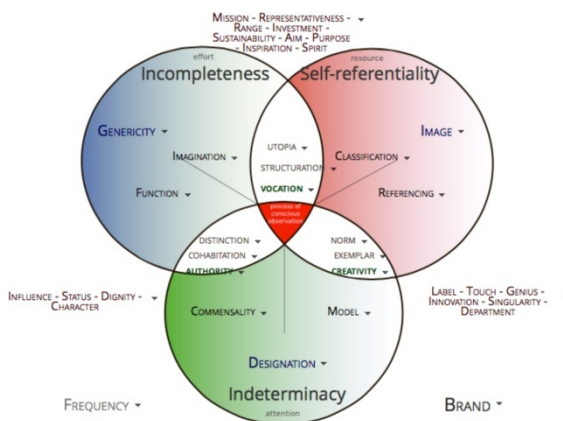 Mission - Representativeness -
Range - Investment -
Sustainability - Aim - Purpose
- Inspiration - Spirit
effort
resource
Incompleteness
Self-referentiality
Genericity
Image
Utopia
Imagination
Classification
Structuration
Vocation
Function
Referencing
process of
conscious
observation
Distinction
Norm
Cohabitation
Exemplar
Authority
Creativity
Influence - Status - Dignity -
Character
Label - Touch - Genius -
Innovation - Singularity -
Department
Commensality
Model
Designation
Indeterminacy
attention
Frequency
Brand